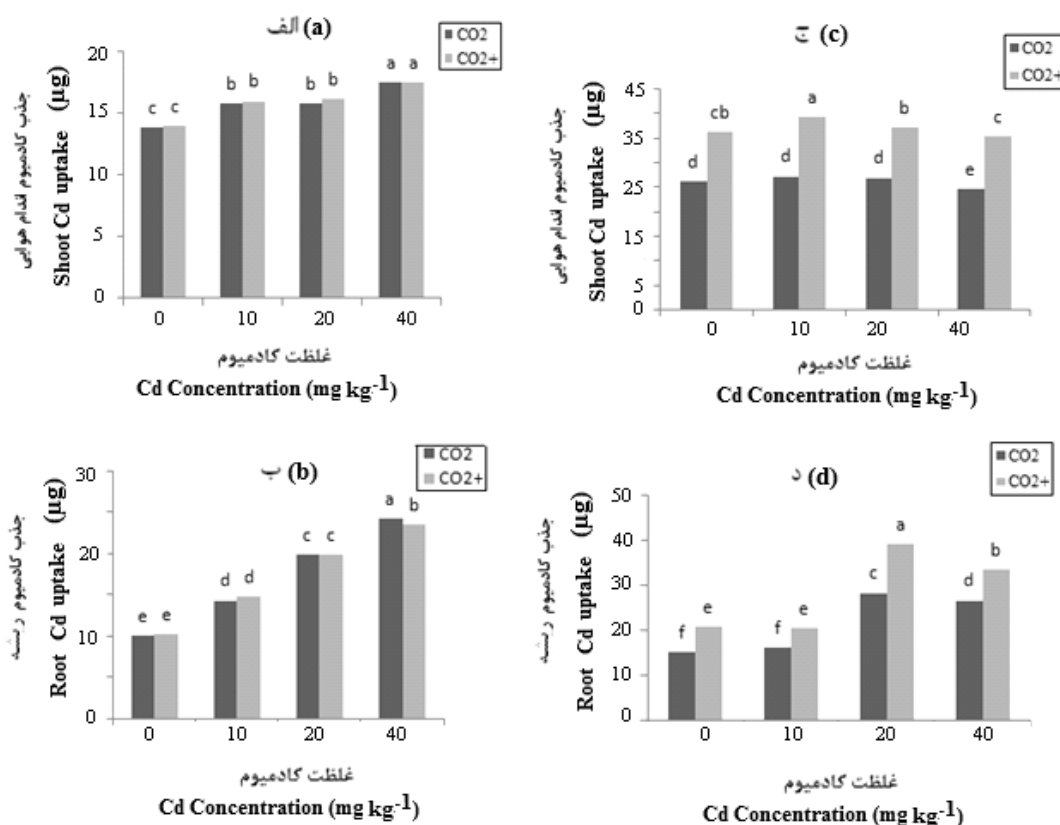 الف (a)
CO2
CO2+
جذب کادمیوم اندام هوایی
Shoot Cd uptake (µg)
20
15
10
5
0
c c b b b b a a
0 10 20 40
غلظت کادمیوم
Cd Concentration (mg kg-1)
ج (c)
CO2
CO2+
جذب کادمیوم اندام هوایی
Shoot Cd uptake (µg)
45
35
25
15
5
0
d cb d a d b e c
0 10 20 40
غلظت کادمیوم
Cd Concentration (mg kg-1)
ب (b)
CO2
CO2+
جذب کادمیوم ریشه
Root Cd uptake (µg)
30
20
10
0
e e d d c c a b
0 10 20 40
غلظت کادمیوم
Cd Concentration (mg kg-1)
د (d)
CO2
CO2+
جذب کادمیوم ریشه
Root Cd uptake (µg)
50
40
30
20
10
0
f e f e c a d b
0 10 20 40
غلظت کادمیوم
Cd Concentration (mg kg-1)